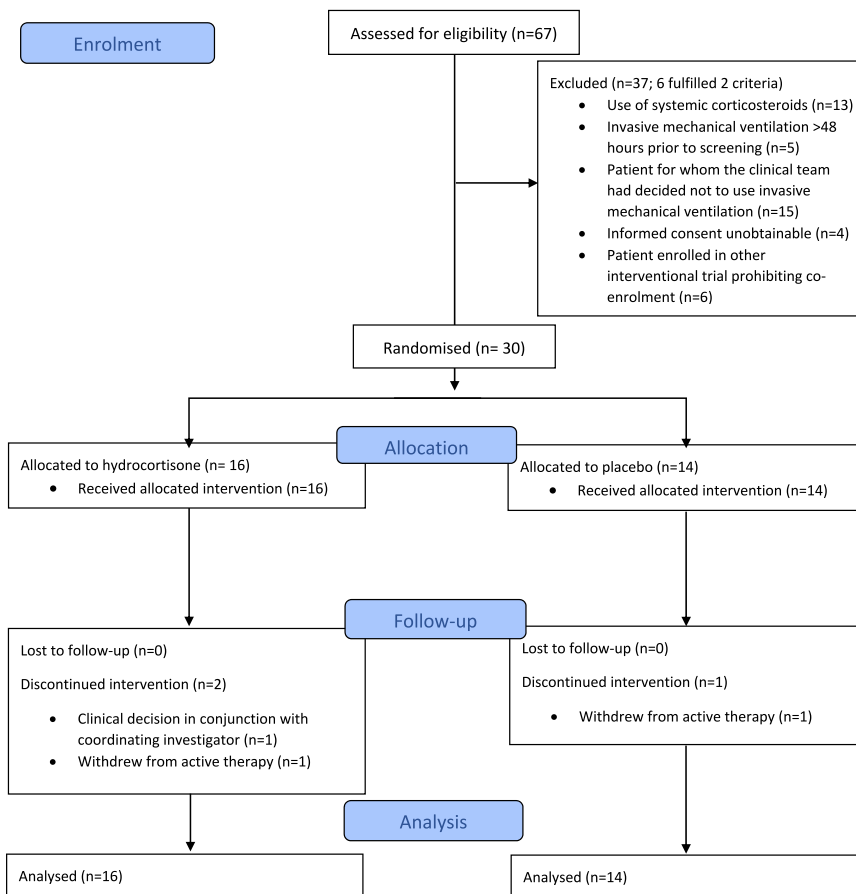 Enrolment
Assessed for eligibility (n=67)
Excluded (n=37; 6 fulfilled 2 criteria)
• Use of systemic corticosteroids (n=13)
• Invasive mechanical ventilation >48
hours prior to screening (n=5)
• Patient for whom the clinical team
had decided not to use invasive
mechanical ventilation (n=15)
• Informed consent unobtainable (n=4)
• Patient enrolled in other
interventional trial prohibiting co-
enrolment (n=6)
Randomised (n= 30)
Allocation
Allocated to hydrocortisone (n= 16)
• Received allocated intervention (n=16)
Allocated to placebo (n=14)
• Received allocated intervention (n=14)
Follow-up
Lost to follow-up (n=0)
Discontinued intervention (n=2)
• Clinical decision in conjunction with
coordinating investigator (n=1)
• Withdrew from active therapy (n=1)
Lost to follow-up (n=0)
Discontinued intervention (n=1)
• Withdrew from active therapy (n=1)
Analysis
Analysed (n=16)
Analysed (n=14)